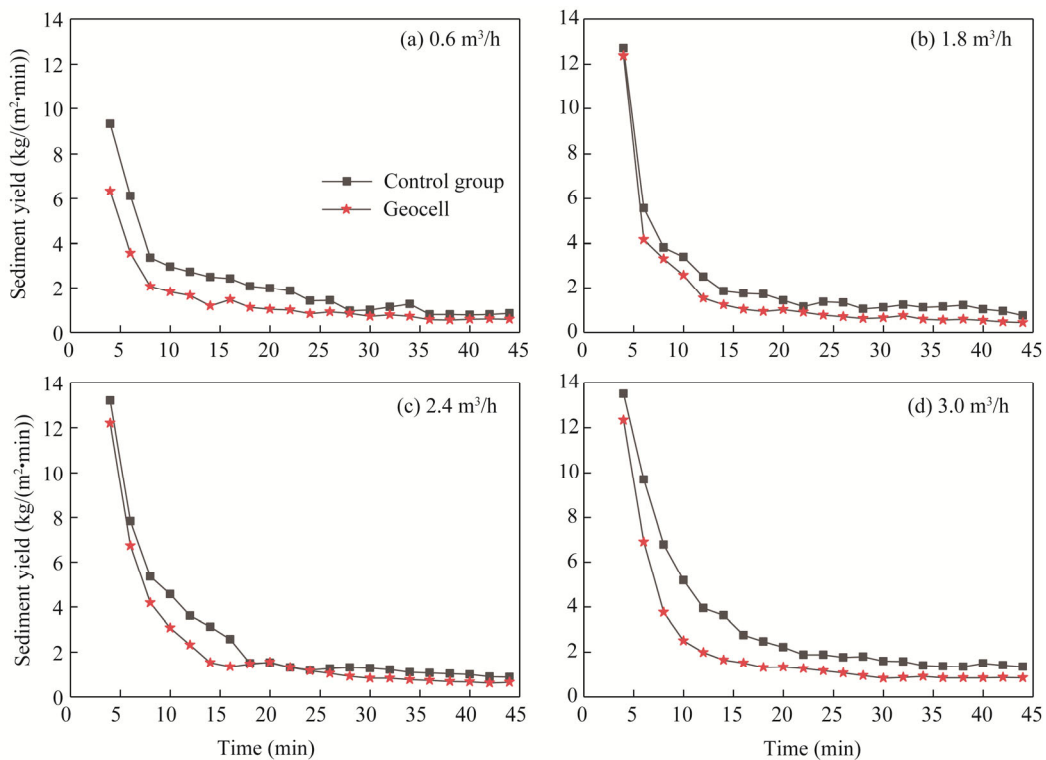 14
12
10
8
6
4
2
0
0 5 10 15 20 25 30 35 40 45
Sediment yield (kg/(m²•min))
(a) 0.6 m³/h
Control group
Geocell
14
12
10
8
6
4
2
0
0 5 10 15 20 25 30 35 40 45
(b) 1.8 m³/h
14
12
10
8
6
4
2
0
0 5 10 15 20 25 30 35 40 45
Sediment yield (kg/(m²•min))
(c) 2.4 m³/h
Time (min)
14
12
10
8
6
4
2
0
0 5 10 15 20 25 30 35 40 45
(d) 3.0 m³/h
Time (min)